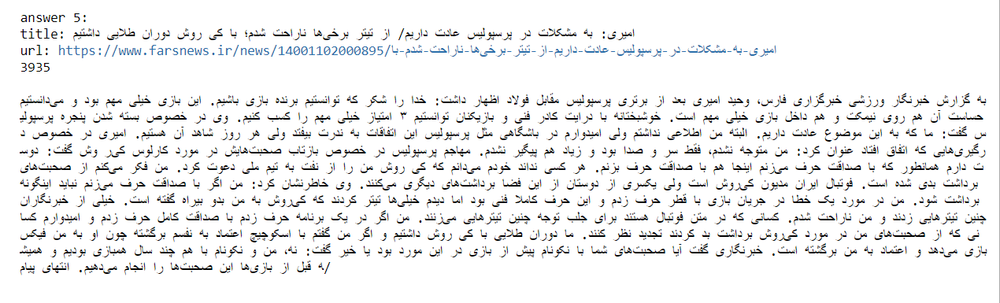 answer 5:
title: امیری: به مشکلات در پرسپولیس عادت داریم/ از تیتر برخی‌ها ناراحت شدم؛ با کی روش دوران طلایی داشتیم
url: https://www.farsnews.ir/news/14001102000895/امیری-به-مشکلات-در-پرسپولیس-عادت-داریم-از-تیتر-برخی‌ها-ناراحت-شدم-با
3935
به گزارش خبرنگار ورزشی خبرگزاری فارس، وحید امیری بعد از برتری پرسپولیس مقابل فولاد اظهار داشت: خدا را شکر که توانستیم برنده بازی باشیم. این بازی خیلی مهم بود و می‌دانستیم
حساست آن هم روی نیمکت و هم داخل بازی خیلی مهم است. خوشبختانه با درایت کادر فنی و بازیکنان توانستیم ۳ امتیاز خیلی مهم را کسب کنیم. وی در خصوص بسته شدن پنجره پرسپولی
س گفت: ما که به این موضوع عادت داریم. البته من اطلاعی نداشتم ولی امیدوارم در باشگاهی مثل پرسپولیس این اتفاقات به ندرت بیفتد ولی هر روز شاهد آن هستیم. امیری در خصوص د
رگیری‌هایی که اتفاق افتاد عنوان کرد: من متوجه نشدم، فقط سر و صدا بود و زیاد هم پیگیر نشدم. مهاجم پرسپولیس در خصوص بازتاب صحبت‌هایش در مورد کارلوس کی‌ر وش گفت: دوس
ت دارم همانطور که با صداقت حرف می‌زنم اینجا هم با صداقت حرف بزنم. هر کسی نداند خودم می‌دانم که کی روش من را از نفت به تیم ملی دعوت کرد. من فکر می‌کنم از صحبت‌های
برداشت بدی شده است. فوتبال ایران مدیون کی‌روش است ولی یکسری از دوستان از این فضا برداشت‌های دیگری می‌کنند. وی خاطرنشان کرد: من اگر با صداقت حرف می‌زنم نباید اینگونه
برداشت شود. من در مورد یک خطا در جریان بازی با قطر حرف زدم و این حرف کاملا فنی بود اما دیدم خیلی‌ها تیتر کردند که کی‌روش به من بدو بیراه گفته است. خیلی از خبرنگاران
چنین تیترهایی زدند و من ناراحت شدم. کسانی که در متن فوتبال هستند برای جلب توجه چنین تیترهایی می‌زنند. من اگر در یک برنامه حرف زدم با صداقت کامل حرف زدم و امیدوارم کسا
نی که از صحبت‌های من در مورد کی‌روش برداشت بد کردند تجدید نظر کنند. ما دوران طلایی با کی روش داشتیم و اگر من گفتم با اسکوچیچ اعتماد به نفسم برگشته چون او به من فیکس
بازی می‌دهد و اعتماد به من برگشته است. خبرنگاری گفت آیا صحبت‌های شما با نکونام پیش از بازی در این مورد بود یا خیر گفت: نه، من و نکونام با هم چند سال همبازی بودیم و همیش
ه قبل از بازی‌ها این صحبت‌ها را انجام می‌دهیم. انتهای پیام/